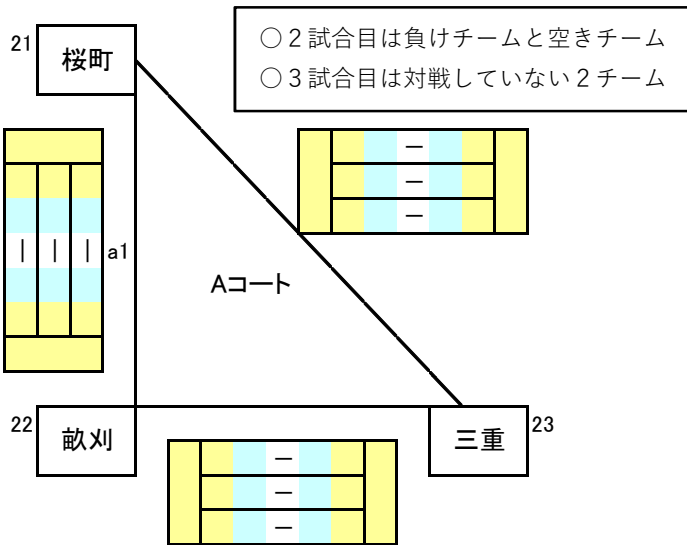 21
桜町
○2試合目は負けチームと空きチーム
○3試合目は対戦していない2チーム
－
－
－
| | | a1
Aコート
22
畝刈
三重
23
－
－
－